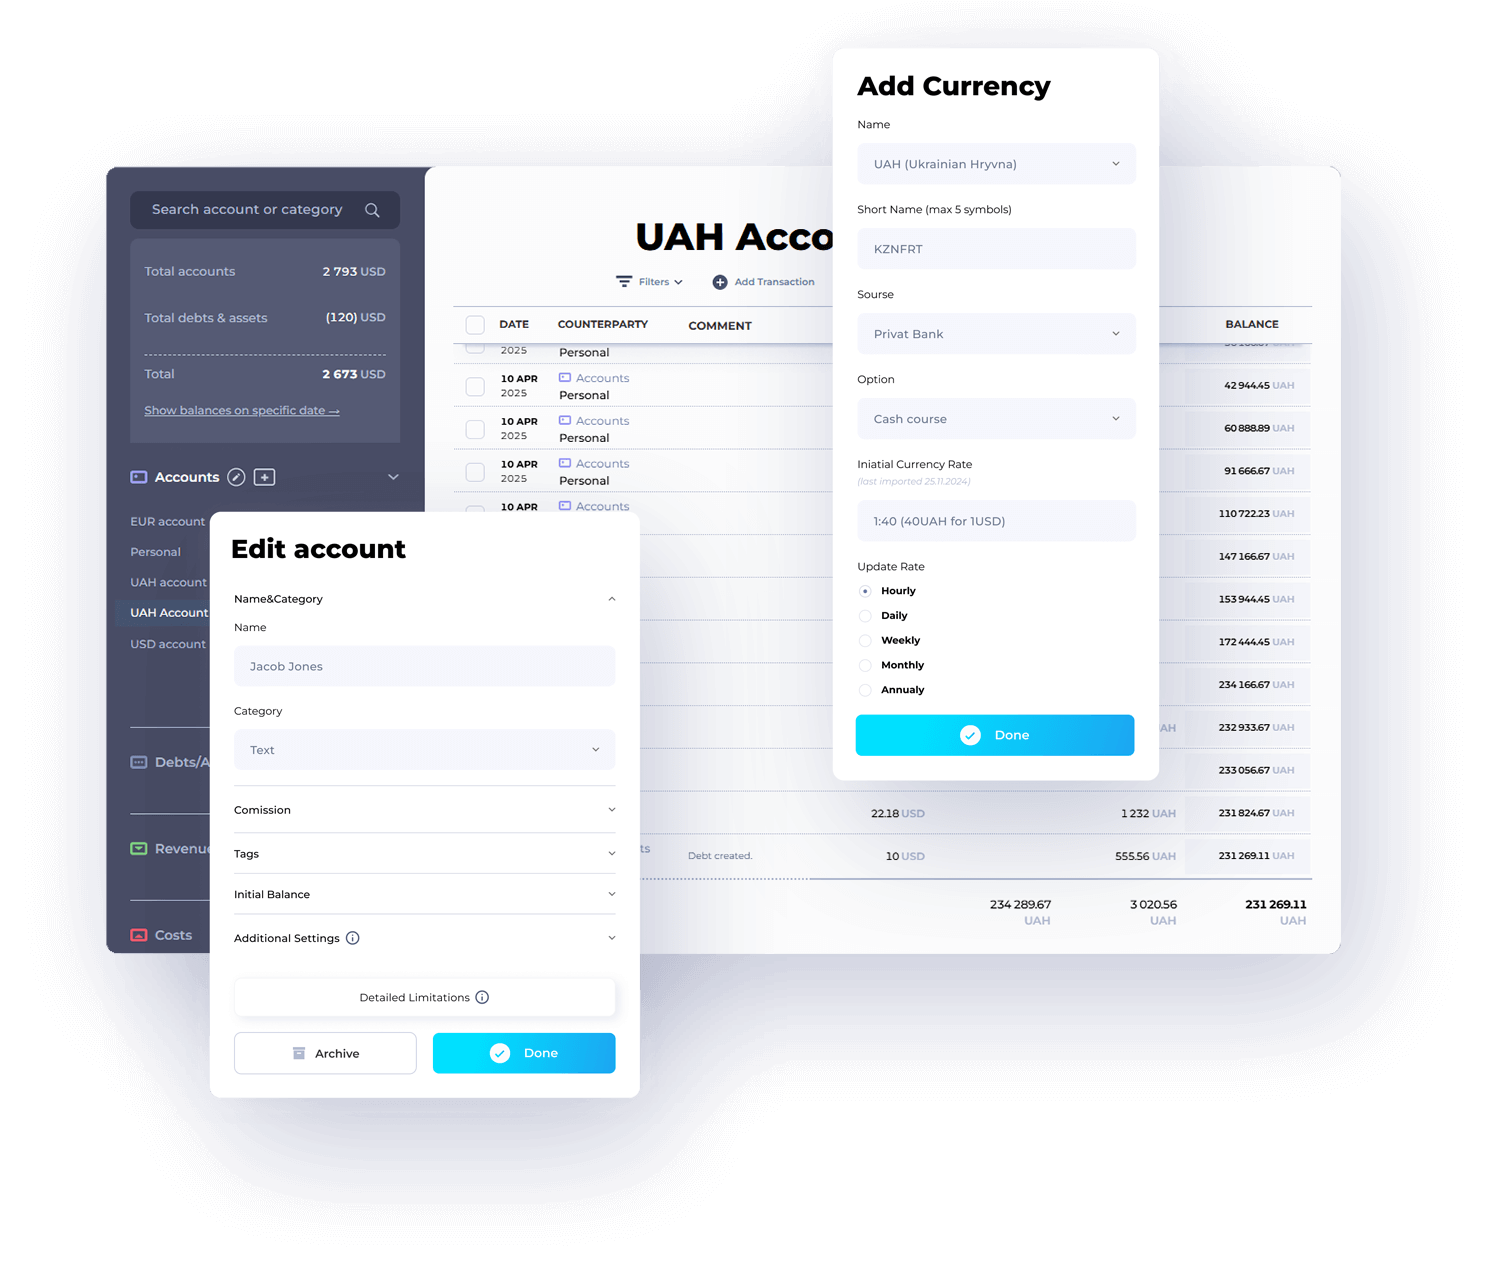 Add Currency
Name
UAH (Ukrainian Hryvna)
Short Name (max 5 symbols)
KZNFRT
Sourse
Privat Bank
Option
Cash course
Iniatial Currency Rate
(last imported 25.11.2024)
1:40 (40UAH for 1USD)
Update Rate
Hourly
Daily
Weekly
Monthly
Annualy
Done
Search account or category
Total accounts 2 793 USD
Total debts & assets (120) USD
Total 2 673 USD
Show balances on specific date →
Accounts
EUR account
Personal
UAH account
UAH Account
USD account
Debts/A
Revenue
Costs
UAH Acco
Filters Add Transaction
DATE COUNTERPARTY COMMENT BALANCE
2025 Personal
10 APR Accounts 42 944.45 UAH
2025 Personal
10 APR Accounts 60 888.89 UAH
2025 Personal
10 APR Accounts 91 666.67 UAH
2025 Personal
10 APR Accounts 110 722.23 UAH
147 166.67 UAH
153 944.45 UAH
172 444.45 UAH
234 166.67 UAH
AH 232 933.67 UAH
233 056.67 UAH
22.18 USD 1 232 UAH 231 824.67 UAH
ts Debt created. 10 USD 555.56 UAH 231 269.11 UAH
234 289.67 3 020.56 231 269.11
UAH UAH UAH
Edit account
Name&Category
Name
Jacob Jones
Category
Text
Comission
Tags
Initial Balance
Additional Settings
Detailed Limitations
Archive Done